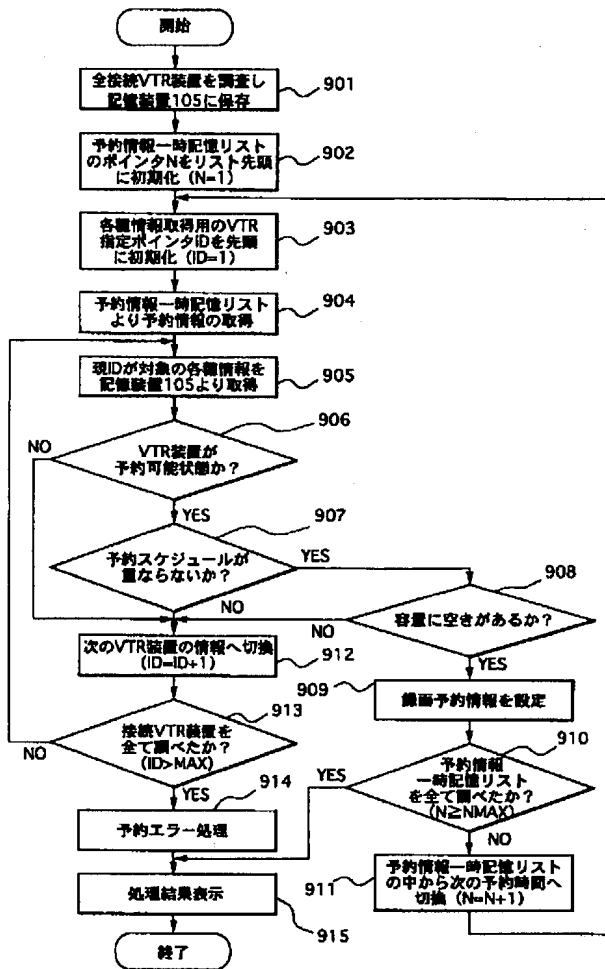 開始
全接続VTR装置を調査し
記憶装置105に保存
901
予約情報一時記憶リスト
のポインタNをリスト先頭
に初期化 (N=1)
902
各種情報取得用のVTR
指定ポインタIDを先頭
に初期化 (ID=1)
903
予約情報一時記憶リスト
より予約情報の取得
904
現IDが対象の各種情報を
記憶装置105より取得
905
906
VTR装置が
予約可能状態か?
NO
YES
907
予約スケジュールが
重ならないか?
YES
NO
908
容量に空きがあるか?
NO
YES
次のVTR装置の情報へ切換
(ID=ID+1)
912
909
録画予約情報を設定
913
接続VTR装置を
全て調べたか?
(ID>MAX)
NO
YES
910
予約情報
一時記憶リスト
を全て調べたか?
(N≧NMAX)
YES
NO
914
予約エラー処理
911
予約情報一時記憶リスト
の中から次の予約時間へ
切換 (N=N+1)
処理結果表示
915
終了